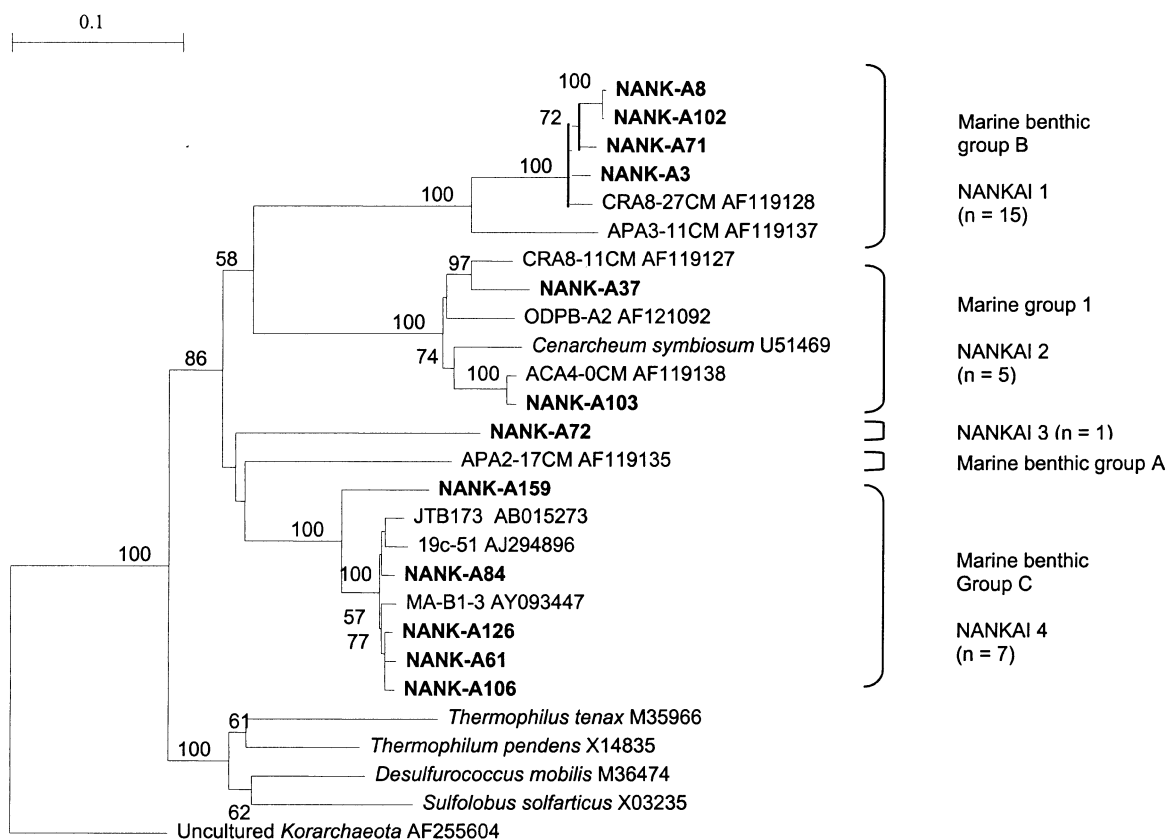 0.1
100
NANK-A8
NANK-A102
72
NANK-A71
100
NANK-A3
100
CRA8-27CM AF119128
APA3-11CM AF119137
Marine benthic
group B
NANKAI 1
(n = 15)
58
97
CRA8-11CM AF119127
NANK-A37
100
ODPB-A2 AF121092
74
Cenarcheum symbiosum U51469
100
ACA4-0CM AF119138
NANK-A103
Marine group 1
NANKAI 2
(n = 5)
86
NANK-A72
NANKAI 3 (n = 1)
APA2-17CM AF119135
Marine benthic group A
NANK-A159
100
JTB173 AB015273
19c-51 AJ294896
100
NANK-A84
MA-B1-3 AY093447
57
NANK-A126
77
NANK-A61
NANK-A106
Marine benthic
Group C
NANKAI 4
(n = 7)
100
61
Thermophilus tenax M35966
100
Thermophilum pendens X14835
Desulfurococcus mobilis M36474
62
Sulfolobus solfarticus X03235
Uncultured Korarchaeota AF255604